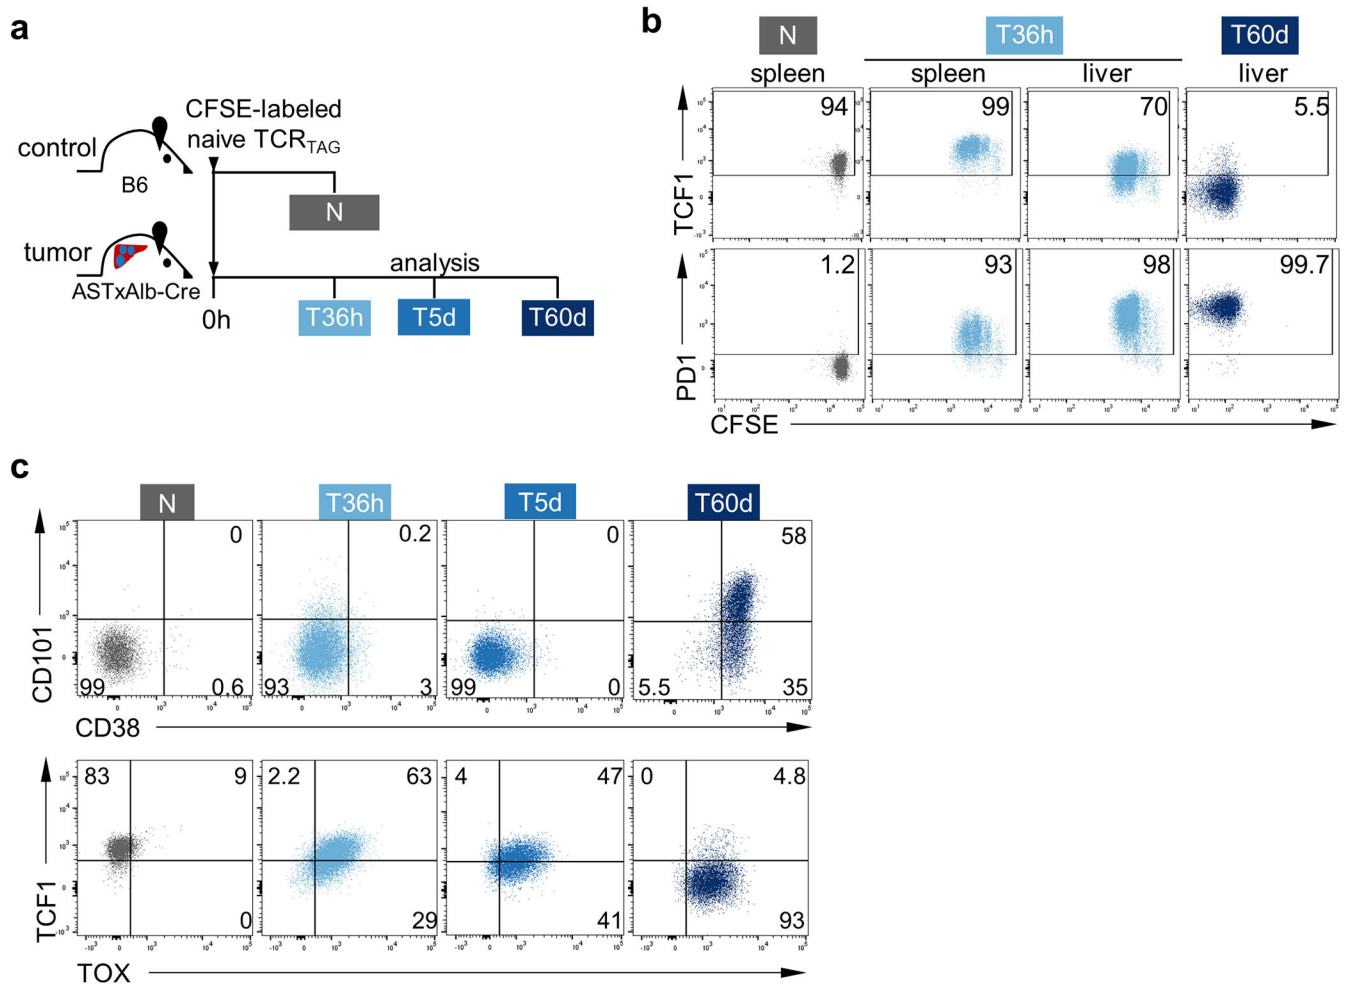 a
CFSE-labeled
naive TCRTAG
control
B6
N
tumor
analysis
ASTxAlb-Cre
0h
T36h
T5d
T60d
b
N
T36h
T60d
spleen
spleen
liver
liver
94
99
70
5.5
TCF1
1.2
93
98
99.7
PD1
CFSE
c
N
T36h
T5d
T60d
0
0.2
0
58
CD101
99
0.6
93
3
99
0
5.5
35
CD38
83
9
2.2
63
4
47
0
4.8
TCF1
0
29
41
93
TOX